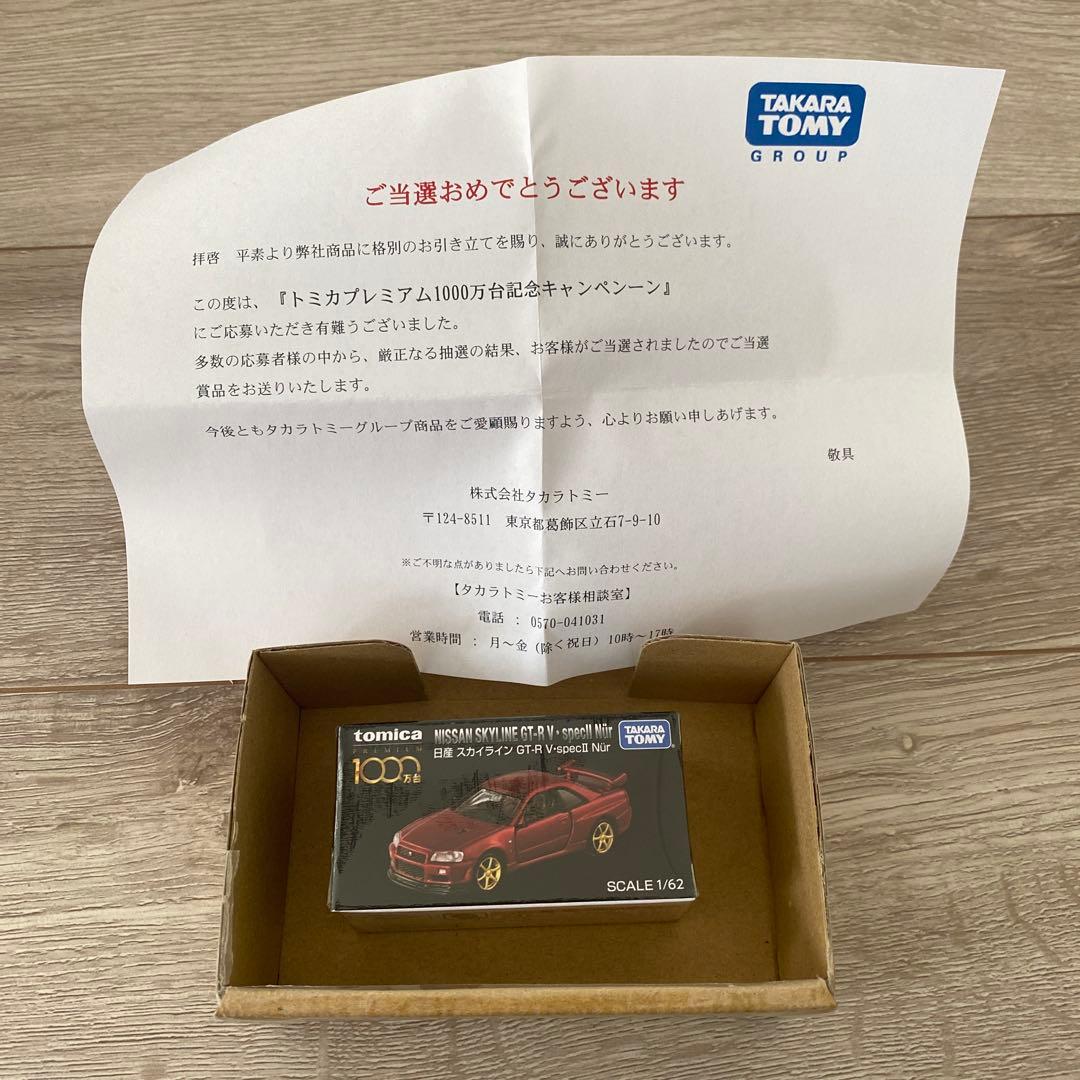 TAKARA
TOMY
GROUP
ご当選おめでとうございます
拝啓　平素より弊社商品に格別のお引き立てを賜り、誠にありがとうございます。
この度は、『トミカプレミアム1000万台記念キャンペンーン』
にご応募いただき有難うございました。
多数の応募者様の中から、厳正なる抽選の結果、お客様がご当選されましたのでご当選
賞品をお送りいたします。
今後ともタカラトミーグループ商品をご愛顧賜りますよう、心よりお願い申しあげます。
敬具
株式会社タカラトミー
〒124-8511　東京都葛飾区立石7-9-10
※ご不明な点がありましたら下記へお問い合わせください。
【タカラトミーお客様相談室】
電話 : 0570-041031
営業時間 : 月～金（除く祝日）10時～17時
tomica
PREMIUM
1000
万台
NISSAN SKYLINE GT-R V・specII Nür
日産 スカイライン GT-R V・specII Nür
TAKARA
TOMY
SCALE 1/62